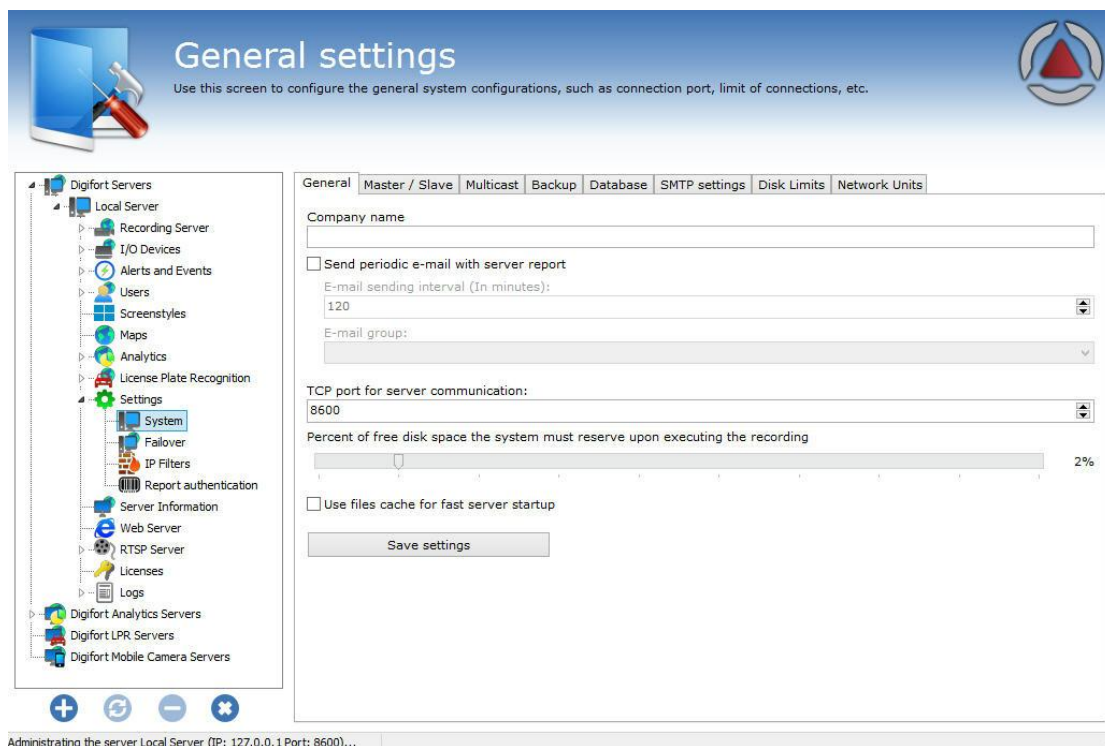 General settings
Use this screen to configure the general system configurations, such as connection port, limit of connections, etc.
Digifort Servers
Local Server
Recording Server
I/O Devices
Alerts and Events
Users
Screenstyles
Maps
Analytics
License Plate Recognition
Settings
System
Failover
IP Filters
Report authentication
Server Information
Web Server
RTSP Server
Licenses
Logs
Digifort Analytics Servers
Digifort LPR Servers
Digifort Mobile Camera Servers
General Master / Slave Multicast Backup Database SMTP settings Disk Limits Network Units
Company name
Send periodic e-mail with server report
E-mail sending interval (In minutes):
120
E-mail group:
TCP port for server communication:
8600
Percent of free disk space the system must reserve upon executing the recording
2%
Use files cache for fast server startup
Save settings
Administrating the server Local Server (IP: 127.0.0.1 Port: 8600)...